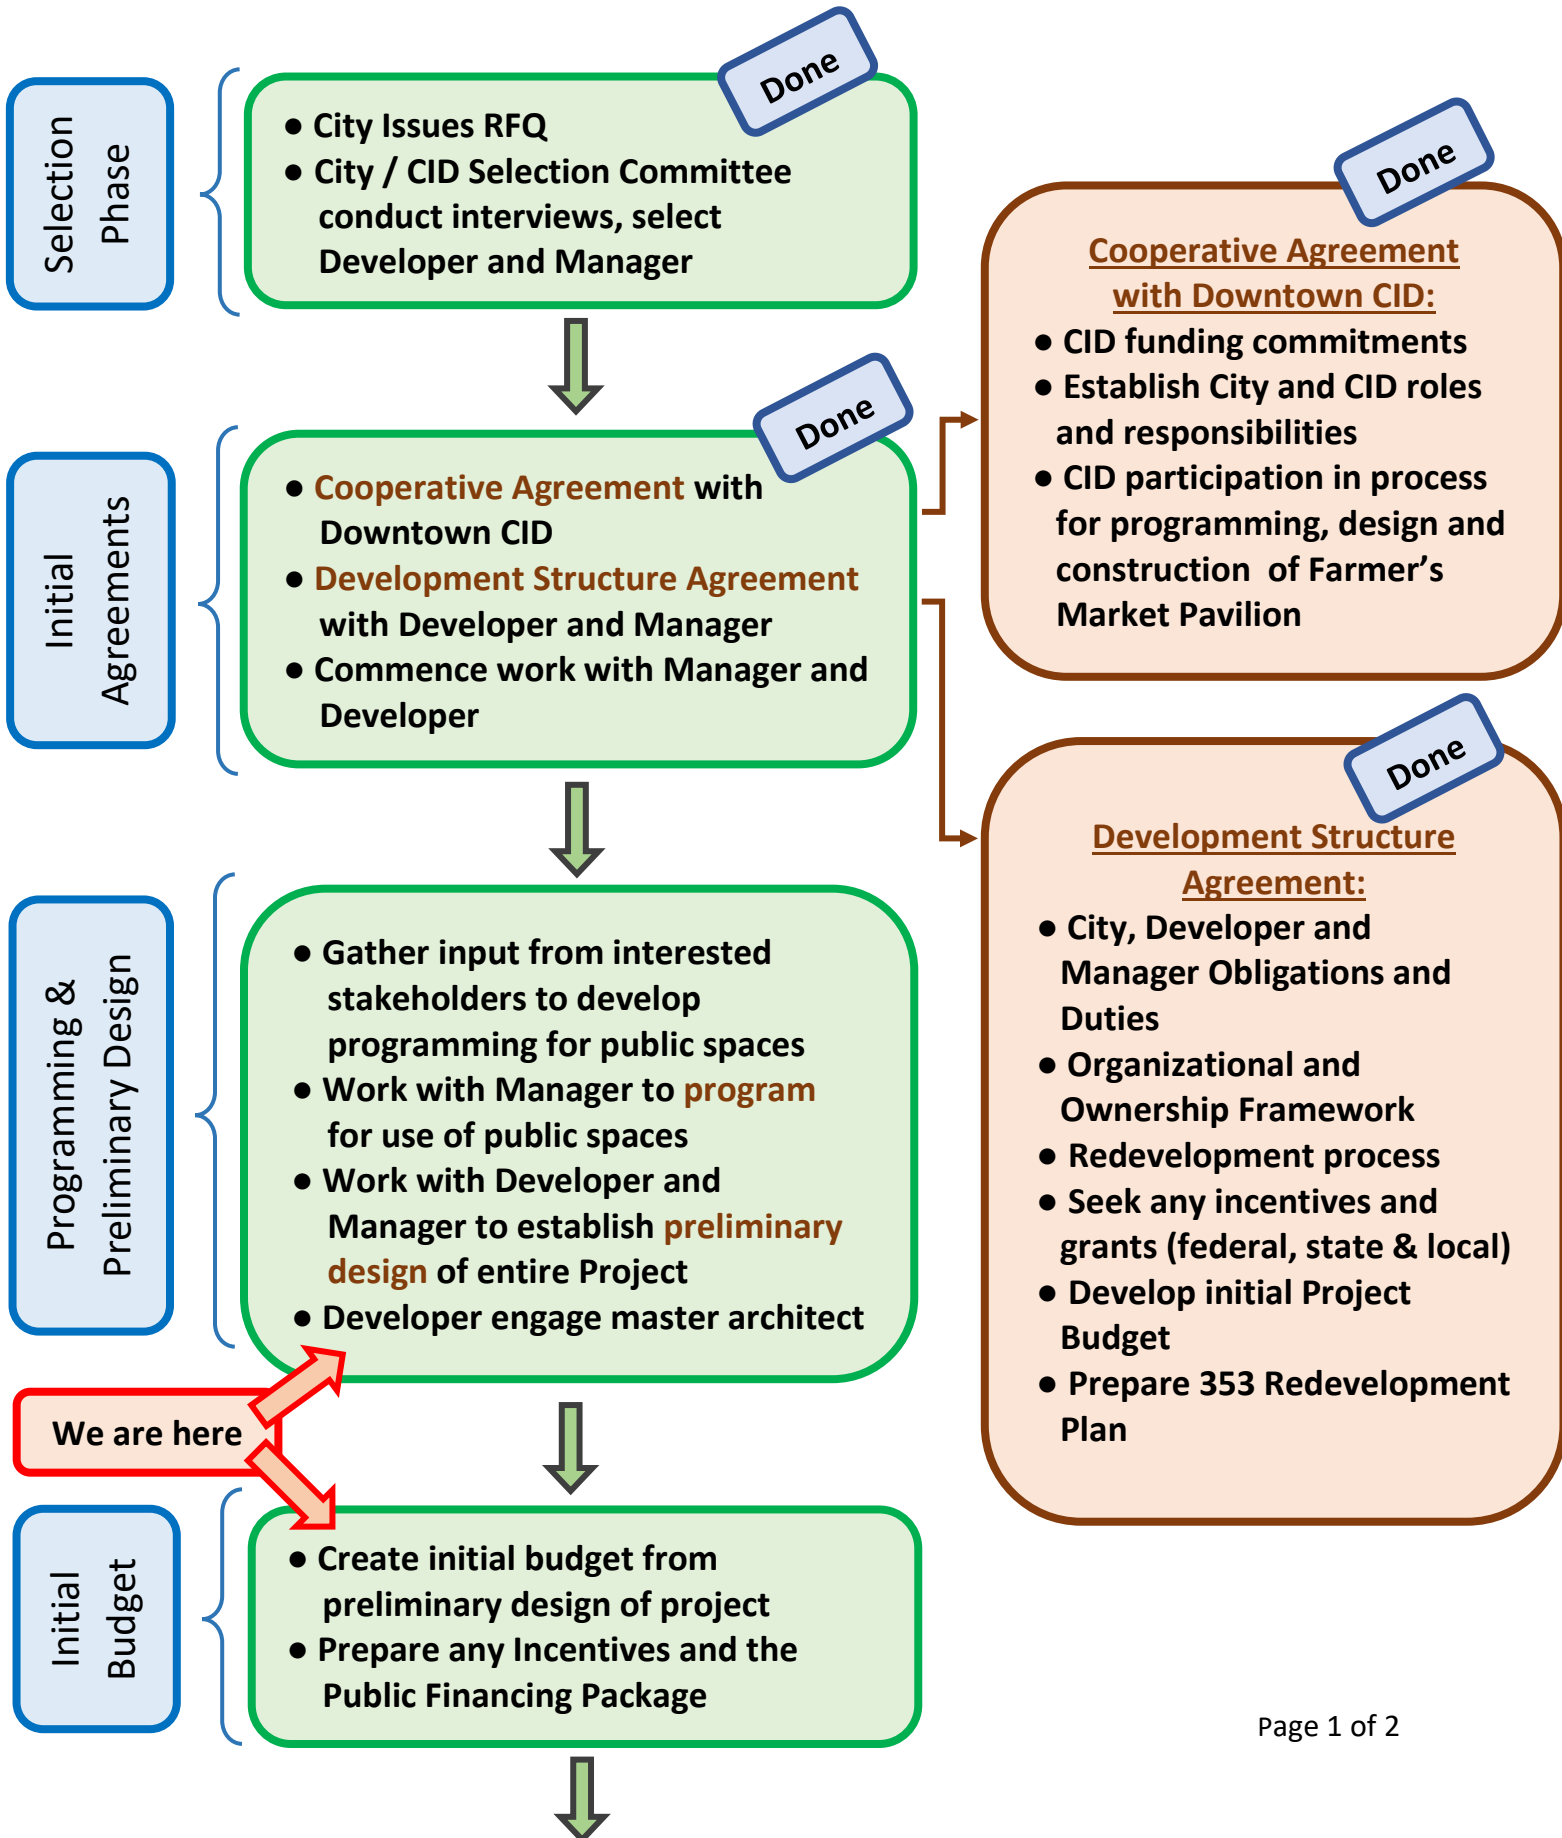 Selection
Phase
Done
● City Issues RFQ
● City / CID Selection Committee
conduct interviews, select
Developer and Manager
Initial
Agreements
Done
● Cooperative Agreement with
Downtown CID
● Development Structure Agreement
with Developer and Manager
● Commence work with Manager and
Developer
Done
Cooperative Agreement
with Downtown CID:
● CID funding commitments
● Establish City and CID roles
and responsibilities
● CID participation in process
for programming, design and
construction of Farmer’s
Market Pavilion
Done
Development Structure
Agreement:
● City, Developer and
Manager Obligations and
Duties
● Organizational and
Ownership Framework
● Redevelopment process
● Seek any incentives and
grants (federal, state & local)
● Develop initial Project
Budget
● Prepare 353 Redevelopment
Plan
Programming &
Preliminary Design
● Gather input from interested
stakeholders to develop
programming for public spaces
● Work with Manager to program
for use of public spaces
● Work with Developer and
Manager to establish preliminary
design of entire Project
● Developer engage master architect
We are here
Initial
Budget
● Create initial budget from
preliminary design of project
● Prepare any Incentives and the
Public Financing Package
Page 1 of 2